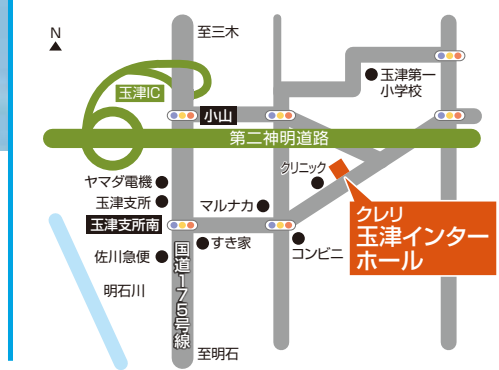 N
至三木
玉津IC
小山
玉津第一
小学校
第二神明道路
クリニック
ヤマダ電機
玉津支所
マルナカ
玉津支所南
クレリ
玉津インター
ホール
すき家
コンビニ
佐川急便
国道175号線
明石川
至明石